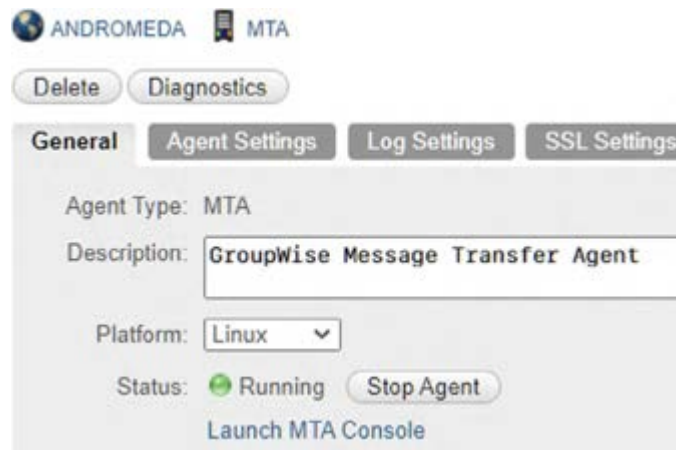 ANDROMEDA MTA
Delete Diagnostics
General Agent Settings Log Settings SSL Settings
Agent Type: MTA
Description: GroupWise Message Transfer Agent
Platform: Linux
Status: Running Stop Agent
Launch MTA Console